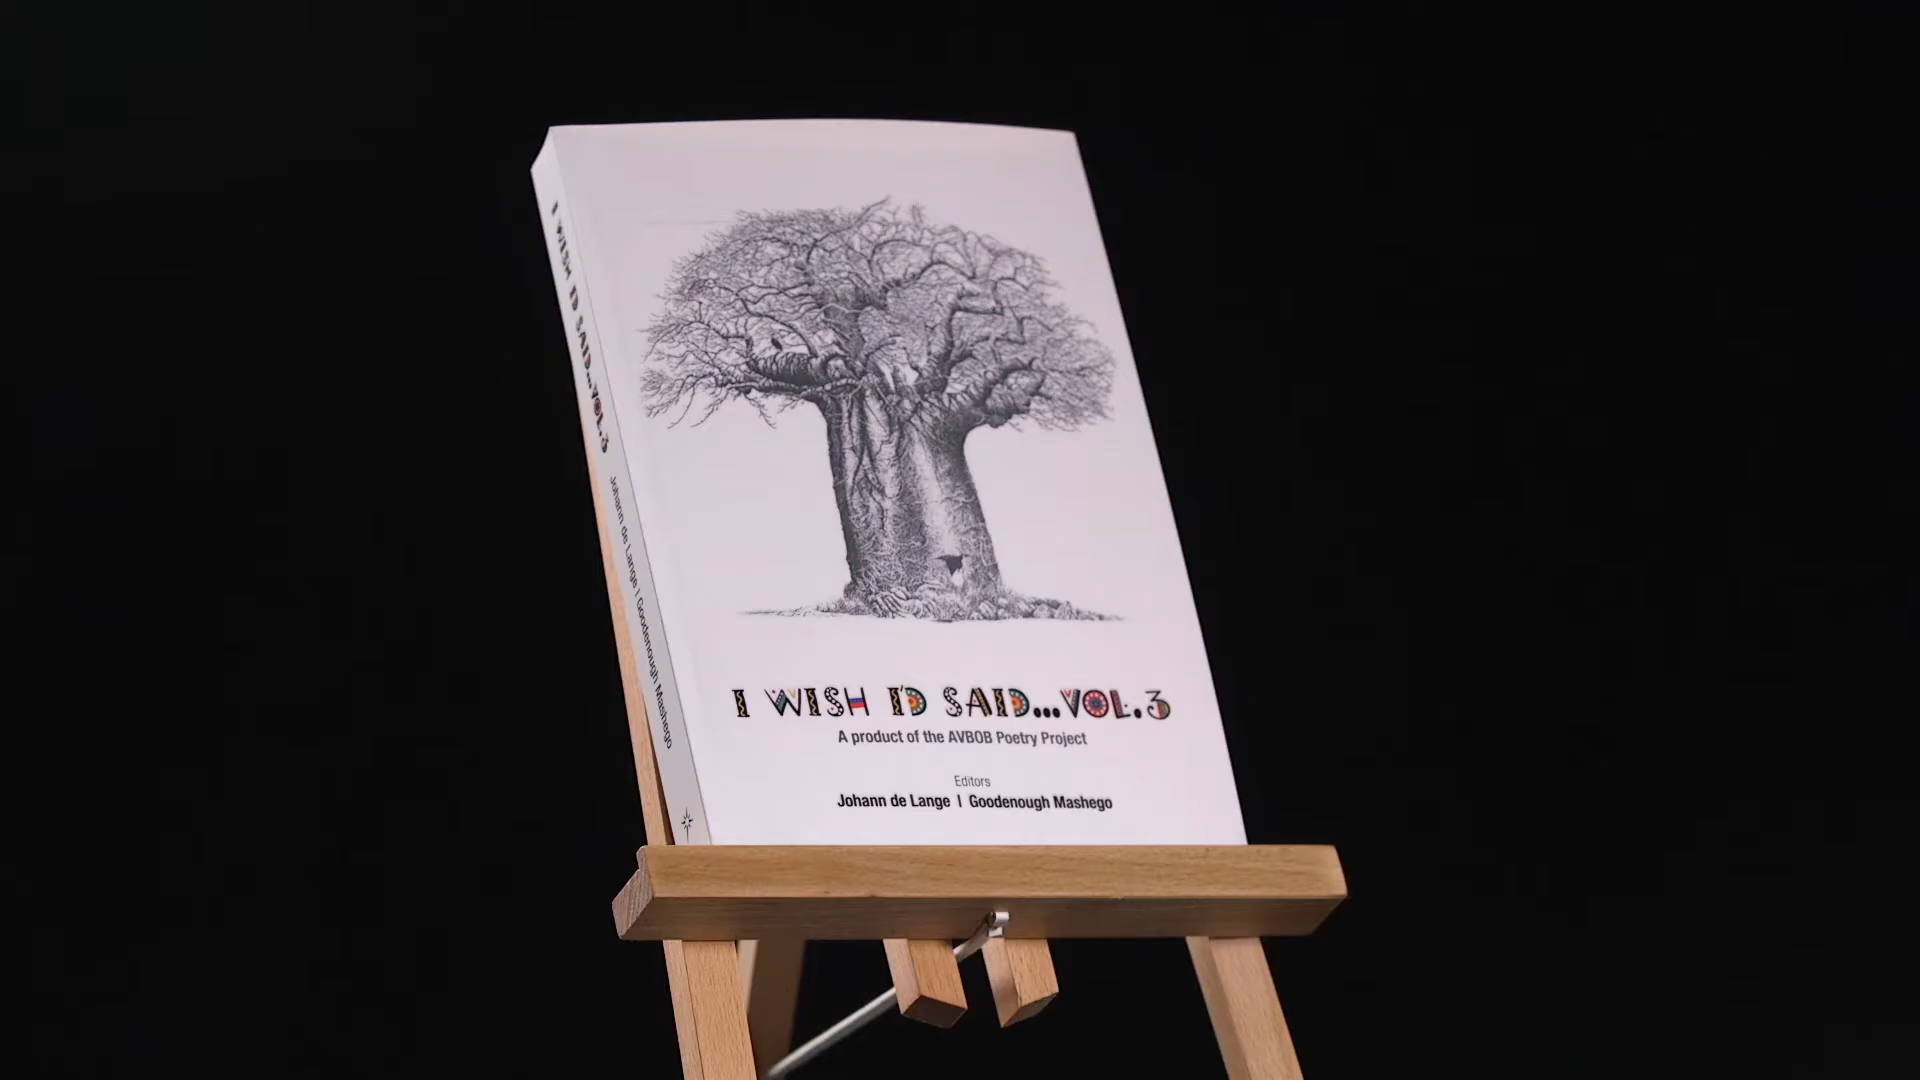 I WISH I'D SAID...VOL.3
Johann de Lange | Goodenough Mashego
I WISH I'D SAID...VOL.3
A product of the AVBOB Poetry Project
Editors
Johann de Lange | Goodenough Mashego